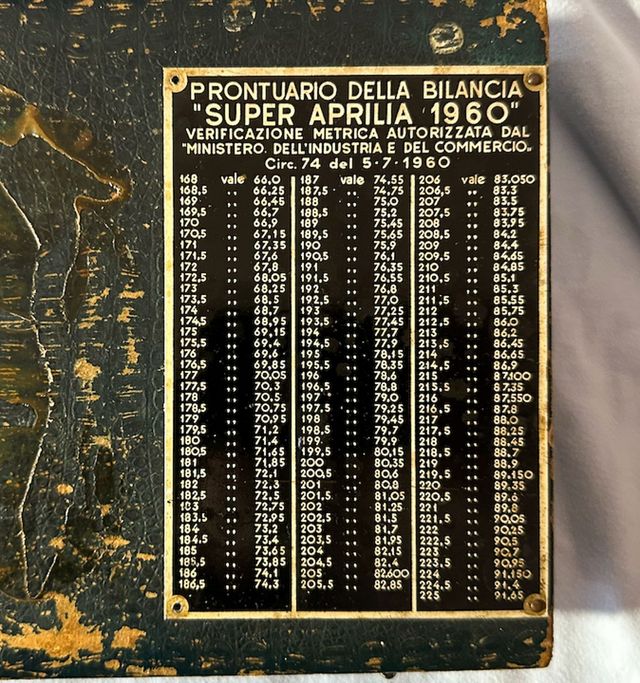 PRONTUARIO DELLA BILANCIA
"SUPER APRILIA 1960"
VERIFICAZIONE METRICA AUTORIZZATA DAL
"MINISTERO. DELL'INDUSTRIA E DEL COMMERCIO"
Circ. 74 del 5-7-1960
168 vale 66,0
168,5 " 66,25
169 " 66,45
169,5 " 66,7
170 " 66,9
170,5 " 67,15
171 " 67,35
171,5 " 67,6
172 " 67,8
172,5 " 68,05
173 " 68,25
173,5 " 68,5
174 " 68,7
174,5 " 68,95
175 " 69,15
175,5 " 69,4
176 " 69,6
176,5 " 69,85
177 " 70,05
177,5 " 70,3
178 " 70,5
178,5 " 70,75
179 " 70,95
179,5 " 71,2
180 " 71,4
180,5 " 71,65
181 " 71,85
181,5 " 72,1
182 " 72,3
182,5 " 72,5
183 " 72,75
183,5 " 72,95
184 " 73,2
184,5 " 73,4
185 " 73,65
185,5 " 73,85
186 " 74,1
186,5 " 74,3
187 vale 74,55
187,5 " 74,75
188 " 75,0
188,5 " 75,2
189 " 75,45
189,5 " 75,65
190 " 75,9
190,5 " 76,1
191 " 76,35
191,5 " 76,55
192 " 76,8
192,5 " 77,0
193 " 77,25
193,5 " 77,45
194 " 77,7
194,5 " 77,9
195 " 78,15
195,5 " 78,35
196 " 78,6
196,5 " 78,8
197 " 79,0
197,5 " 79,25
198 " 79,45
198,5 " 79,7
199 " 79,9
199,5 " 80,15
200 " 80,35
200,5 " 80,6
201 " 80,8
201,5 " 81,05
202 " 81,25
202,5 " 81,5
203 " 81,7
203,5 " 81,95
204 " 82,15
204,5 " 82,4
205 " 82,600
205,5 " 82,85
206 vale 83,050
206,5 " 83,3
207 " 83,5
207,5 " 83,75
208 " 83,95
208,5 " 84,2
209 " 84,4
209,5 " 84,65
210 " 84,85
210,5 " 85,1
211 " 85,3
211,5 " 85,55
212 " 85,75
212,5 " 86,0
213 " 86,2
213,5 " 86,45
214 " 86,65
214,5 " 86,9
215 " 87,100
215,5 " 87,35
216 " 87,550
216,5 " 87,8
217 " 88,0
217,5 " 88,25
218 " 88,45
218,5 " 88,7
219 " 88,9
219,5 " 89,150
220 " 89,35
220,5 " 89,6
221 " 89,8
221,5 " 90,05
222 " 90,25
222,5 " 90,5
223 " 90,7
223,5 " 90,95
224 " 91,150
224,5 " 91,4
225 " 91,65